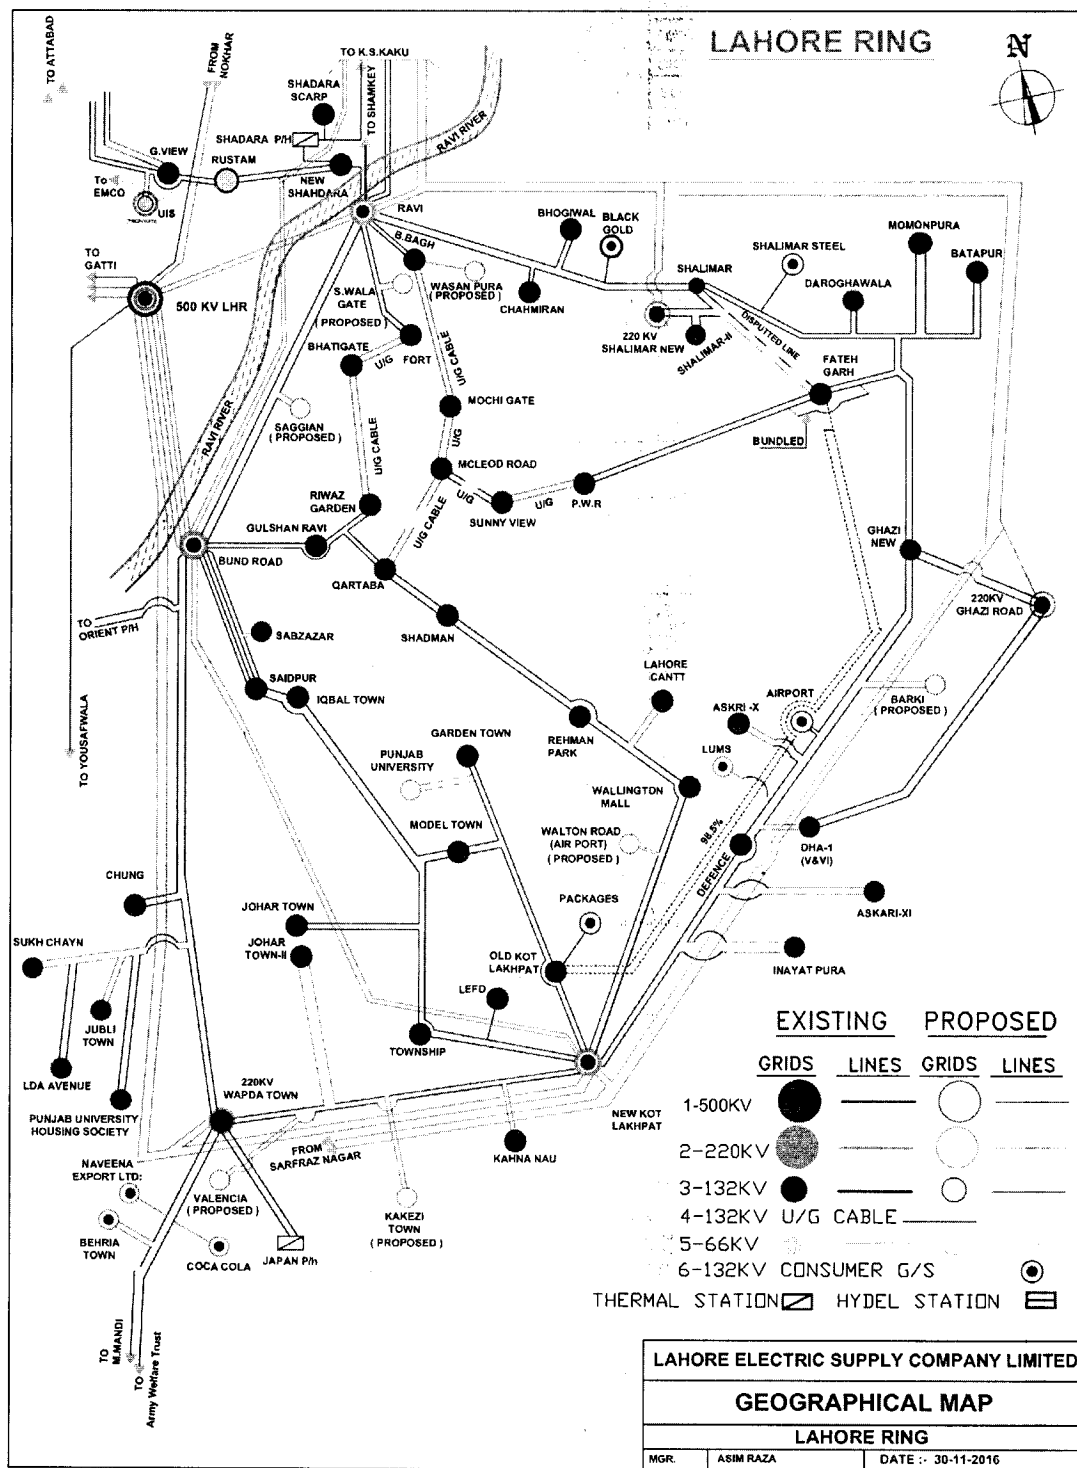 LAHORE RING
N
TO ATTABAD
FROM
NOKHAR
TO K.S.KAKU
TO SHAMKEY
SHADARA
SCARP
SHADARA P/H
RAVI RIVER
G.VIEW
RUSTAM
NEW
SHAHDARA
To
EMCO
UIS
RAVI
TO
GATTI
500 KV LHR
B.BAGH
WASAN PURA
(PROPOSED)
S.WALA
GATE
(PROPOSED)
BHOGIWAL
BLACK
GOLD
CHAHMIRAN
SHALIMAR STEEL
MOMONPURA
BATAPUR
SHALIMAR
DAROGHAWALA
220 KV
SHALIMAR NEW
SHALIMAR-II
DISPUTTED LINE
FATEH
GARH
BUNDLED
BHATIGATE
U/G
FORT
U/G CABLE
MOCHI GATE
U/G
MCLEOD ROAD
U/G
SUNNY VIEW
U/G
P.W.R
SAGGIAN
(PROPOSED)
RAVI RIVER
U/G CABLE
RIWAZ
GARDEN
U/G CABLE
GULSHAN RAVI
BUND ROAD
QARTABA
SHADMAN
GHAZI
NEW
220KV
GHAZI ROAD
TO
ORIENT P/H
SABZAZAR
SAIDPUR
IQBAL TOWN
LAHORE
CANTT
ASKRI -X
AIRPORT
BARKI
(PROPOSED)
TO YOUSAFWALA
GARDEN TOWN
PUNJAB
UNIVERSITY
REHMAN
PARK
LUMS
WALLINGTON
MALL
MODEL TOWN
WALTON ROAD
(AIR PORT)
(PROPOSED)
98.5%
DEFENCE
DHA-1
(V&VI)
CHUNG
JOHAR TOWN
JOHAR
TOWN-II
PACKAGES
ASKARI-XI
SUKH CHAYN
OLD KOT
LAKHPAT
INAYAT PURA
LEFD
JUBLI
TOWN
TOWNSHIP
LDA AVENUE
PUNJAB UNIVERSITY
HOUSING SOCIETY
220KV
WAPDA TOWN
NEW KOT
LAKHPAT
FROM
SARFRAZ NAGAR
KAHNA NAU
NAVEENA
EXPORT LTD:
VALENCIA
(PROPOSED)
KAKEZI
TOWN
(PROPOSED)
BEHRIA
TOWN
COCA COLA
JAPAN P/h
TO
M.MANDI
TO
Army Welfare Trust
EXISTING PROPOSED
GRIDS LINES GRIDS LINES
1-500KV
2-220KV
3-132KV
4-132KV U/G CABLE
5-66KV
6-132KV CONSUMER G/S
THERMAL STATION HYDEL STATION
LAHORE ELECTRIC SUPPLY COMPANY LIMITED
GEOGRAPHICAL MAP
LAHORE RING
MGR. ASIM RAZA DATE :- 30-11-2016